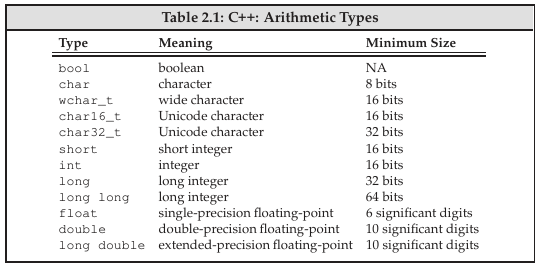 Table 2.1: C++: Arithmetic Types
Type Meaning Minimum Size
bool boolean NA
char character 8 bits
wchar_t wide character 16 bits
char16_t Unicode character 16 bits
char32_t Unicode character 32 bits
short short integer 16 bits
int integer 16 bits
long long integer 32 bits
long long long integer 64 bits
float single-precision floating-point 6 significant digits
double double-precision floating-point 10 significant digits
long double extended-precision floating-point 10 significant digits